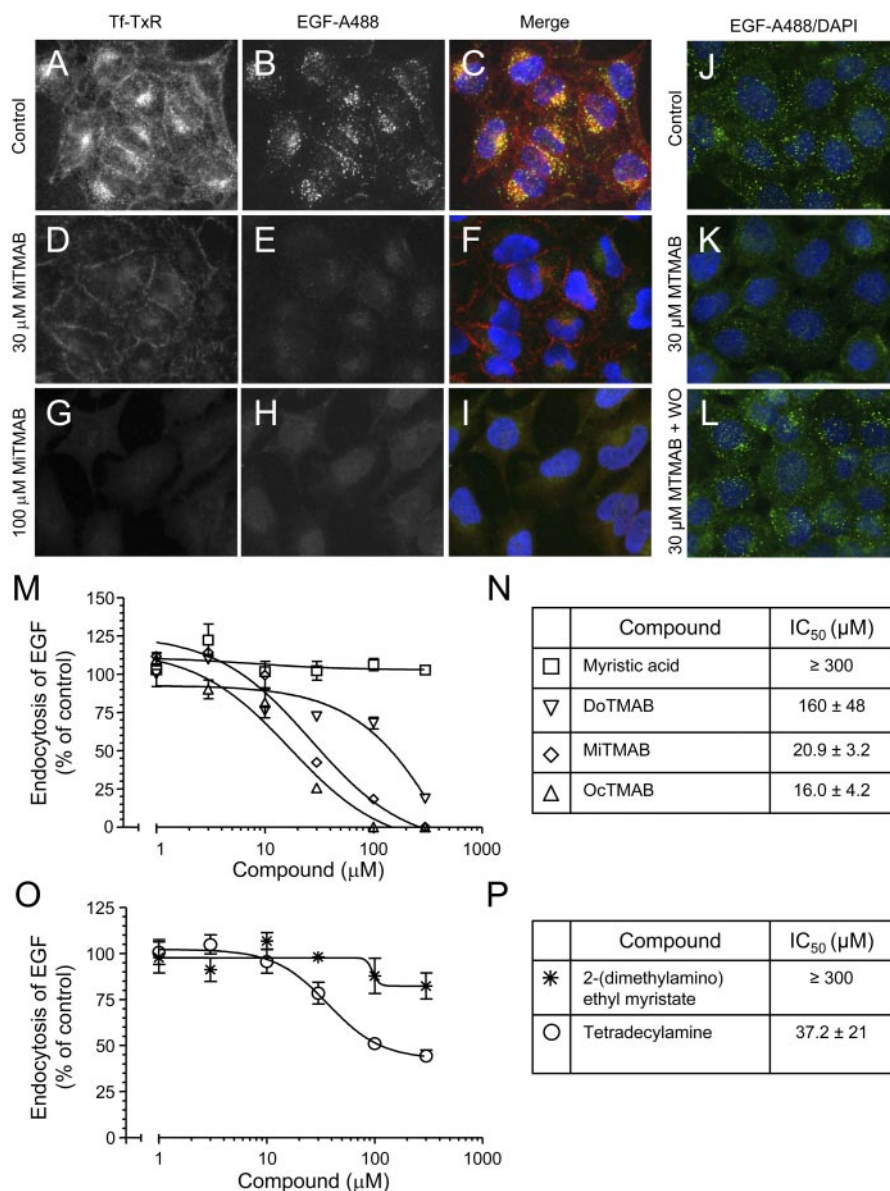 Tf-TxR
EGF-A488
Merge
EGF-A488/DAPI
Control
A
B
C
Control
J
30 μM MiTMAB
D
E
F
30 μM MTMAB
K
100 μM MiTMAB
G
H
I
30 μM MTMAB + WO
L
M
Endocytosis of EGF
(% of control)
150
125
100
75
50
25
0
1
10
100
1000
Compound (μM)
N
Compound IC50 (μM)
Myristic acid ≥ 300
DoTMAB 160 ± 48
MiTMAB 20.9 ± 3.2
OcTMAB 16.0 ± 4.2
O
Endocytosis of EGF
(% of control)
125
100
75
50
25
0
1
10
100
1000
Compound (μM)
P
Compound IC50 (μM)
2-(dimethylamino) ≥ 300
ethyl myristate
Tetradecylamine 37.2 ± 21